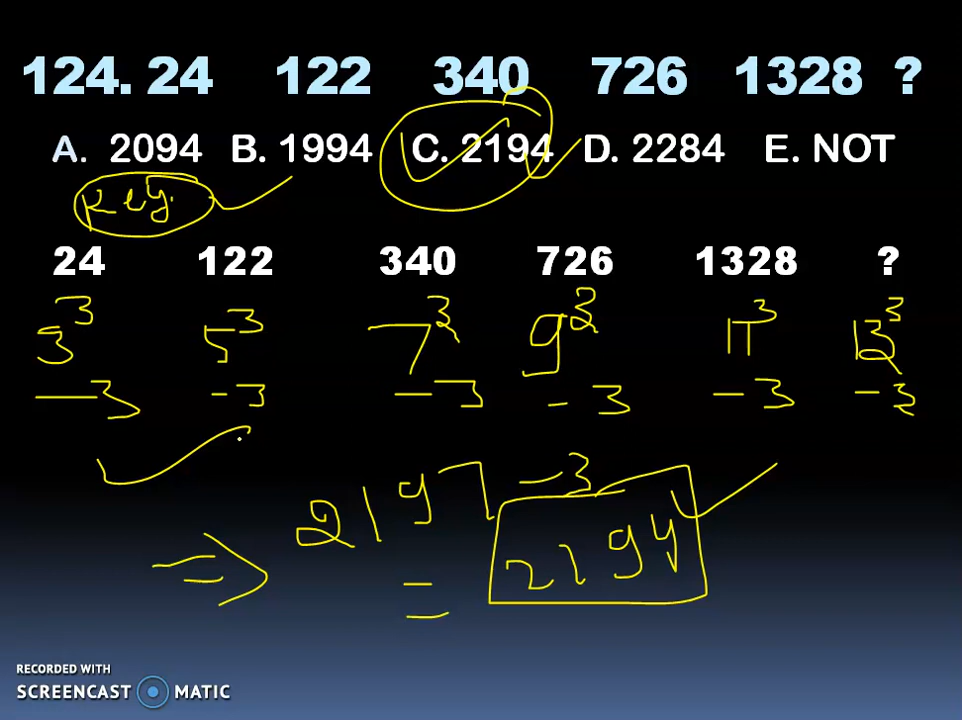 124. 24 122 340 726 1328 ?
A. 2094 B. 1994 C. 2194 D. 2284 E. NOT
Key.
24 122 340 726 1328 ?
3³ 5³ 7³ 9³ 11³ 13³
-3 -3 -3 -3 -3 -3
⇒ 2197 -3
= 2194
RECORDED WITH
SCREENCAST MATIC